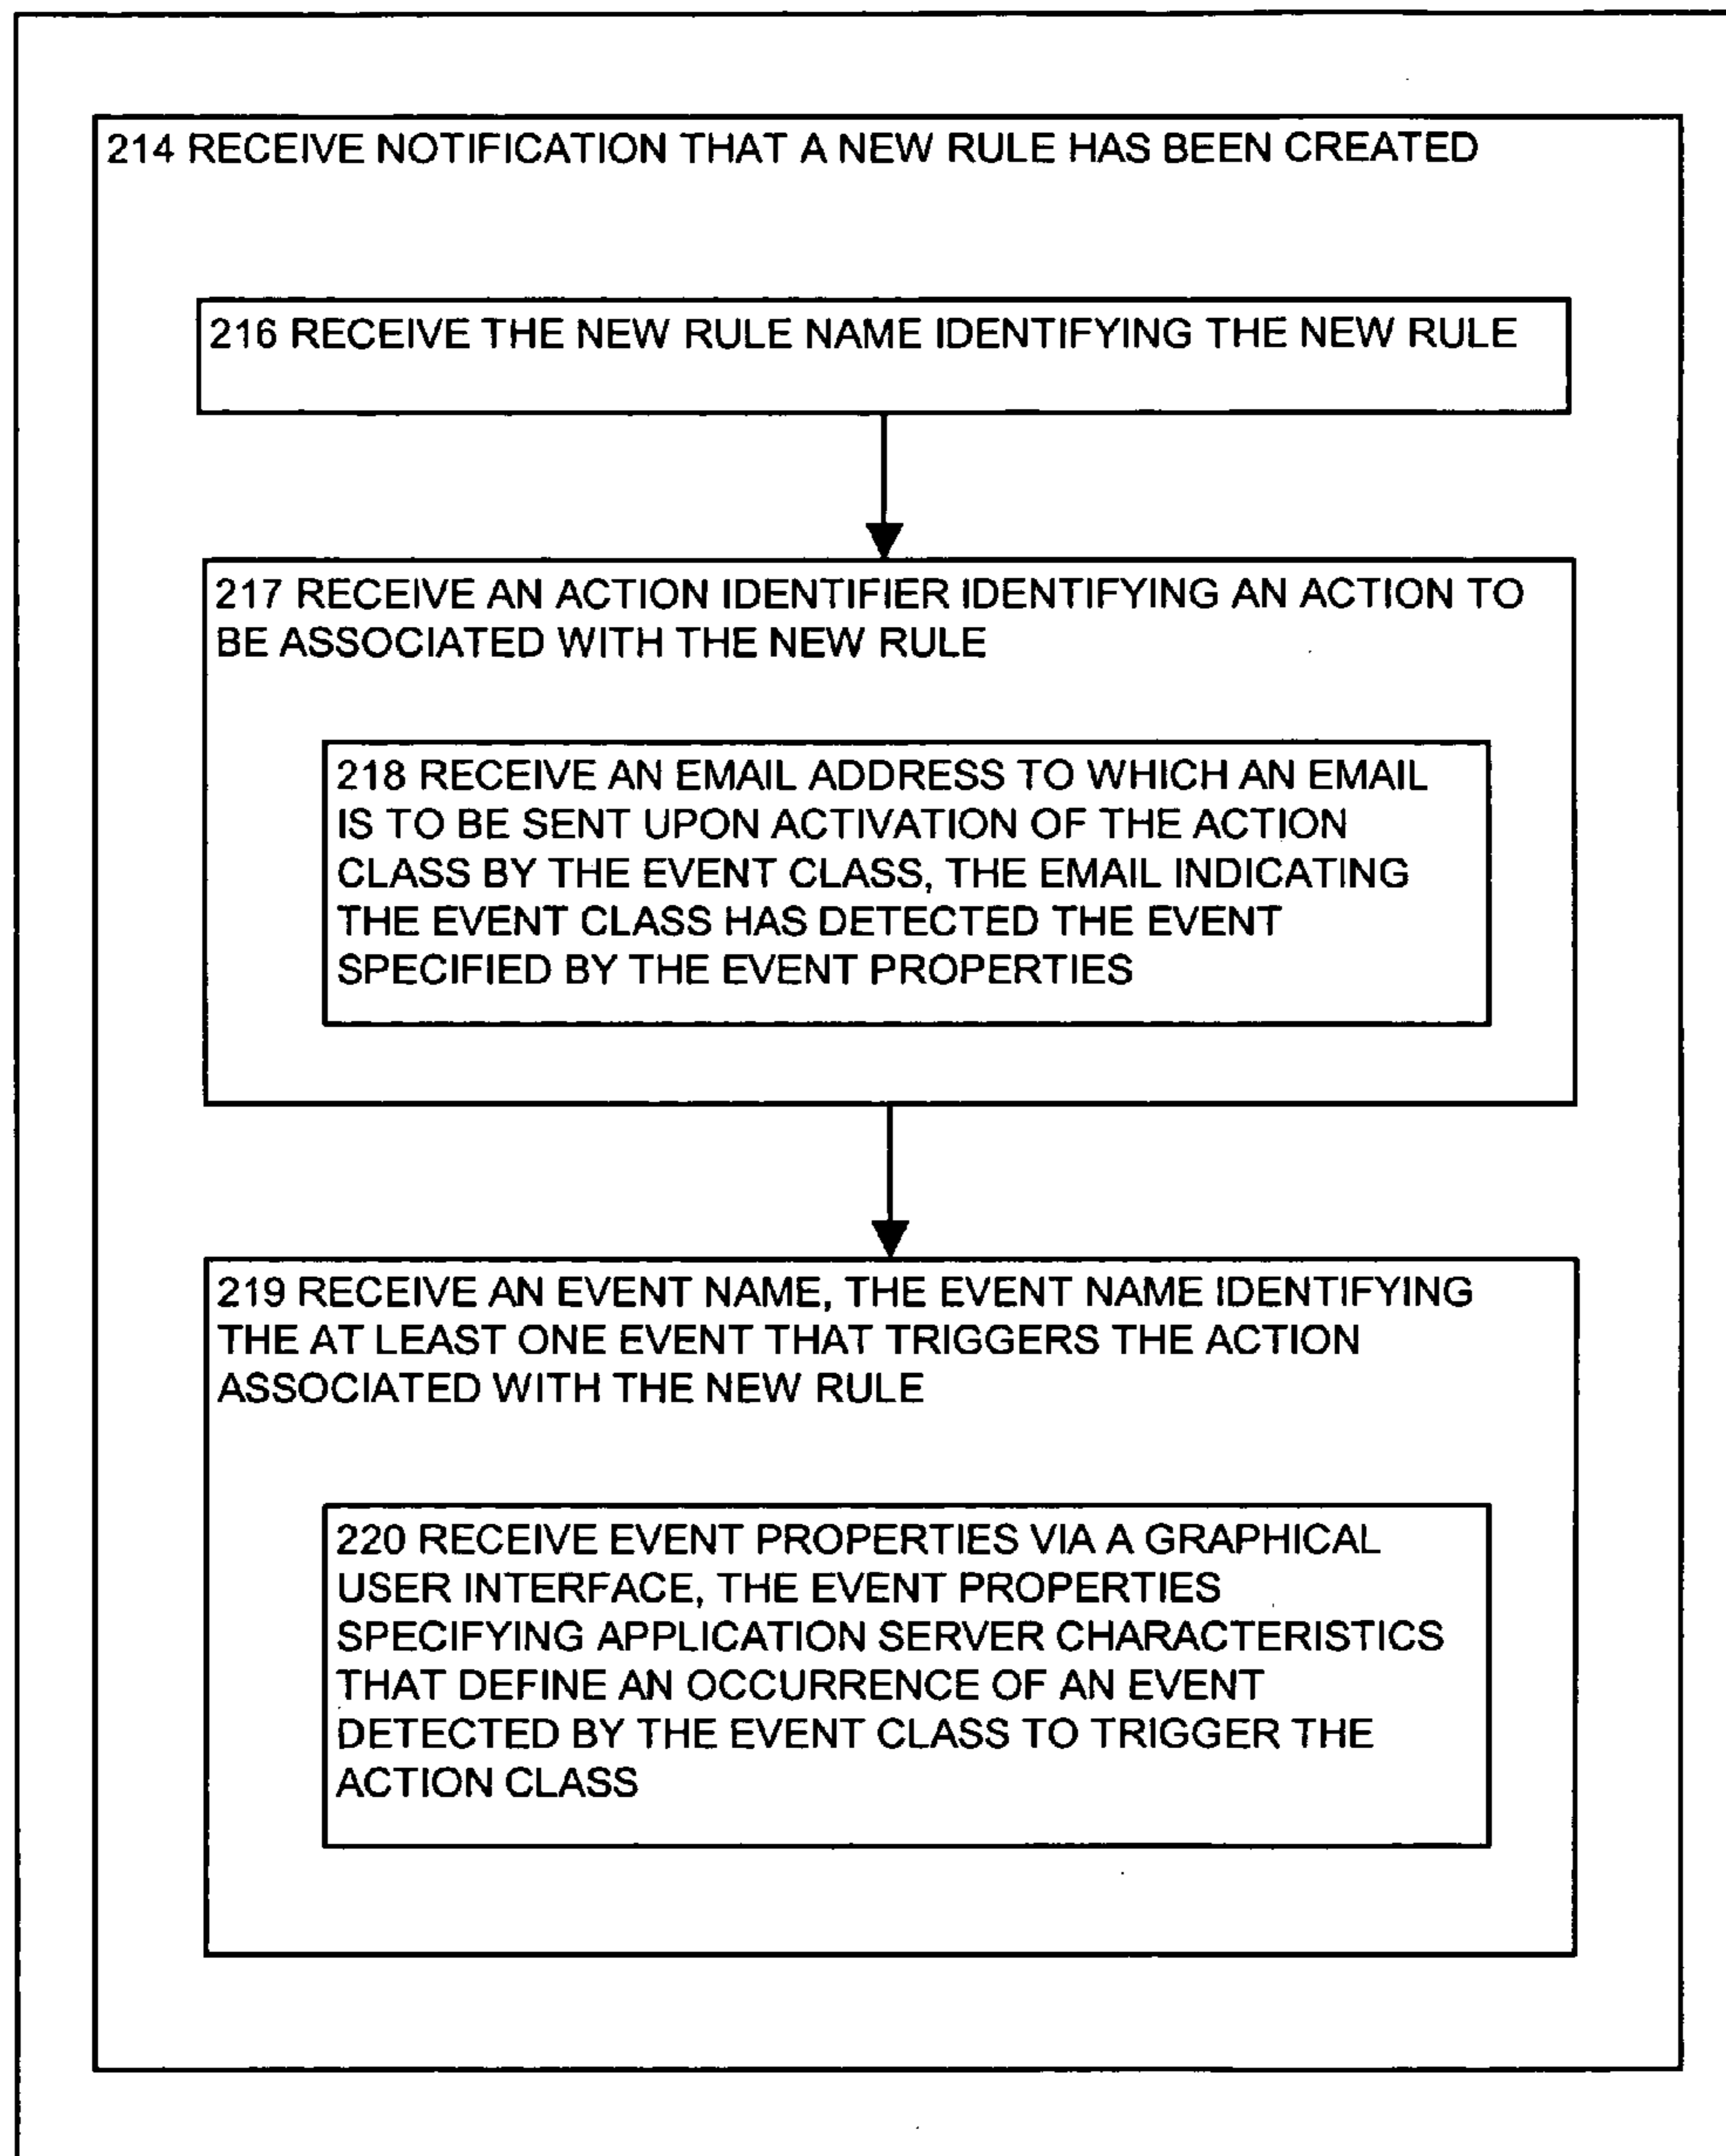 214 RECEIVE NOTIFICATION THAT A NEW RULE HAS BEEN CREATED
216 RECEIVE THE NEW RULE NAME IDENTIFYING THE NEW RULE
217 RECEIVE AN ACTION IDENTIFIER IDENTIFYING AN ACTION TO
BE ASSOCIATED WITH THE NEW RULE
218 RECEIVE AN EMAIL ADDRESS TO WHICH AN EMAIL
IS TO BE SENT UPON ACTIVATION OF THE ACTION
CLASS BY THE EVENT CLASS, THE EMAIL INDICATING
THE EVENT CLASS HAS DETECTED THE EVENT
SPECIFIED BY THE EVENT PROPERTIES
219 RECEIVE AN EVENT NAME, THE EVENT NAME IDENTIFYING
THE AT LEAST ONE EVENT THAT TRIGGERS THE ACTION
ASSOCIATED WITH THE NEW RULE
220 RECEIVE EVENT PROPERTIES VIA A GRAPHICAL
USER INTERFACE, THE EVENT PROPERTIES
SPECIFYING APPLICATION SERVER CHARACTERISTICS
THAT DEFINE AN OCCURRENCE OF AN EVENT
DETECTED BY THE EVENT CLASS TO TRIGGER THE
ACTION CLASS